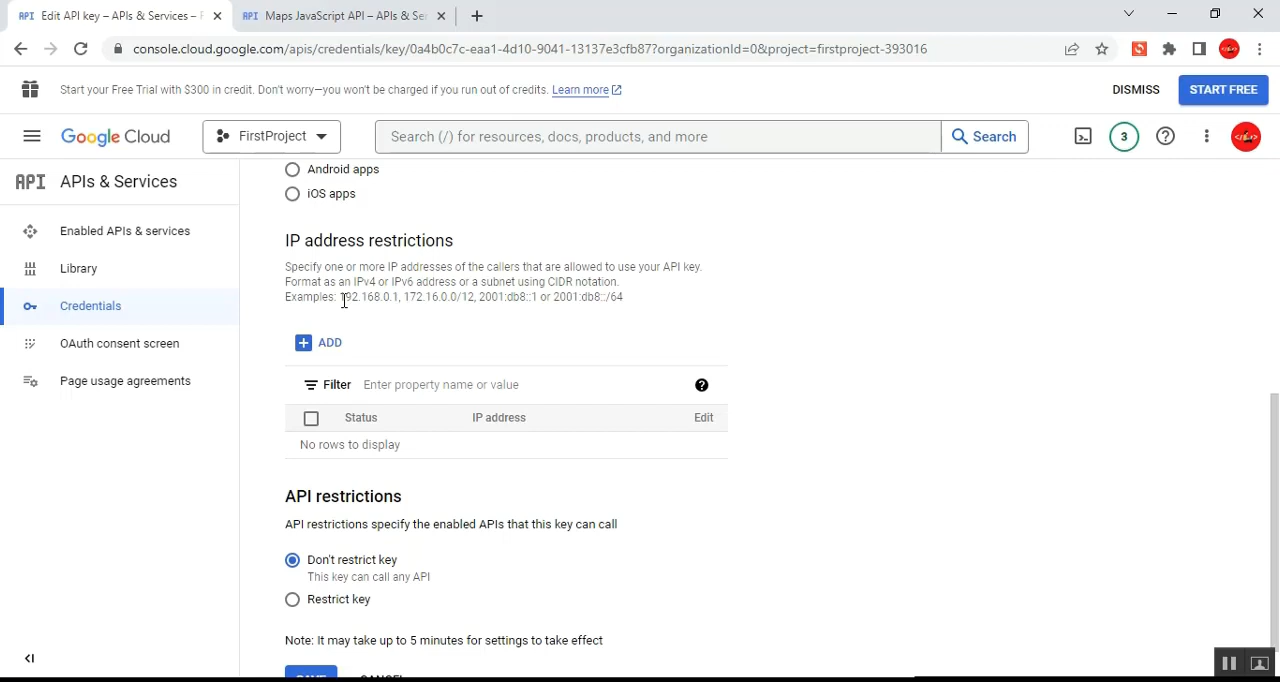 API Edit API key – APIs & Services – F
API Maps JavaScript API – APIs & Ser
console.cloud.google.com/apis/credentials/key/0a4b0c7c-eaa1-4d10-9041-13137e3cfb87?organizationId=0&project=firstproject-393016
Start your Free Trial with $300 in credit. Don't worry—you won't be charged if you run out of credits. Learn more
DISMISS
START FREE
Google Cloud
FirstProject
Search (/) for resources, docs, products, and more
Search
3
API APIs & Services
Enabled APIs & services
Library
Credentials
OAuth consent screen
Page usage agreements
Android apps
iOS apps
IP address restrictions
Specify one or more IP addresses of the callers that are allowed to use your API key.
Format as an IPv4 or IPv6 address or a subnet using CIDR notation.
Examples: 192.168.0.1, 172.16.0.0/12, 2001:db8::1 or 2001:db8::/64
ADD
Filter Enter property name or value
Status IP address Edit
No rows to display
API restrictions
API restrictions specify the enabled APIs that this key can call
Don't restrict key
This key can call any API
Restrict key
Note: It may take up to 5 minutes for settings to take effect
SAVE CANCEL